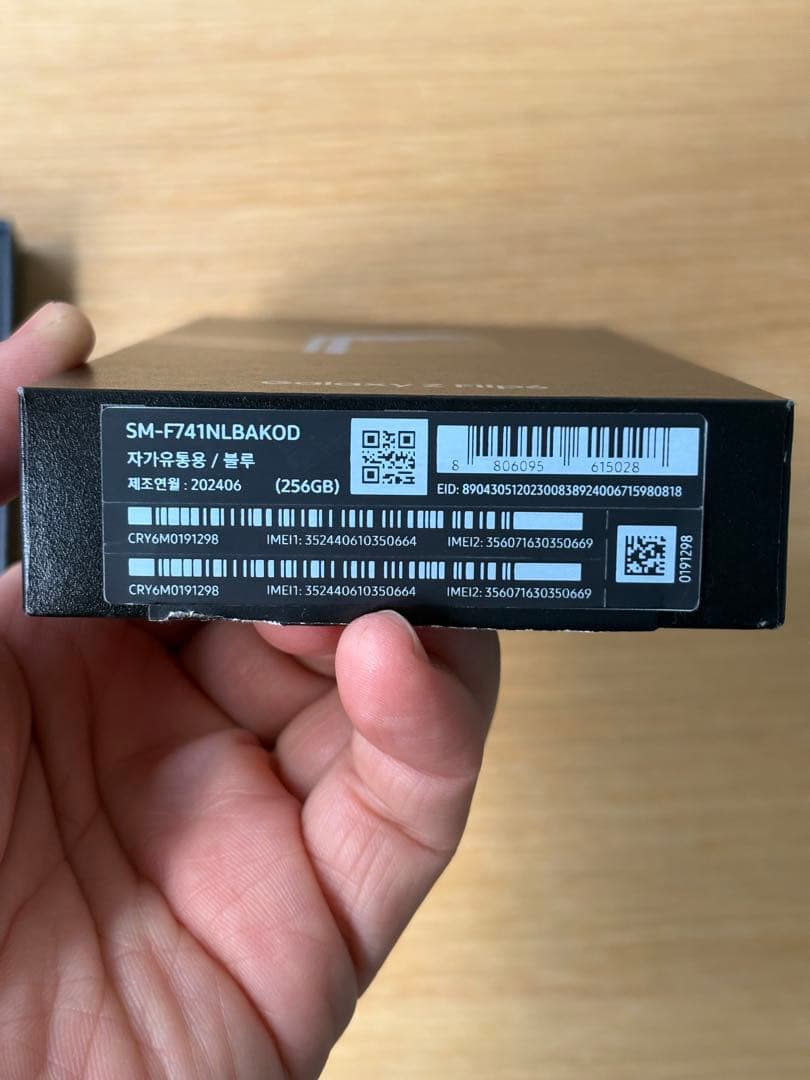 Galaxy Z Flip6
SM-F741NLBAKOD
자가유통용 / 블루
제조연월 : 202406 (256GB)
8 806095 615028
EID: 89043051202300838924006715980818
CRY6M0191298 IMEI1: 352440610350664 IMEI2: 356071630350669
CRY6M0191298 IMEI1: 352440610350664 IMEI2: 356071630350669
0191298